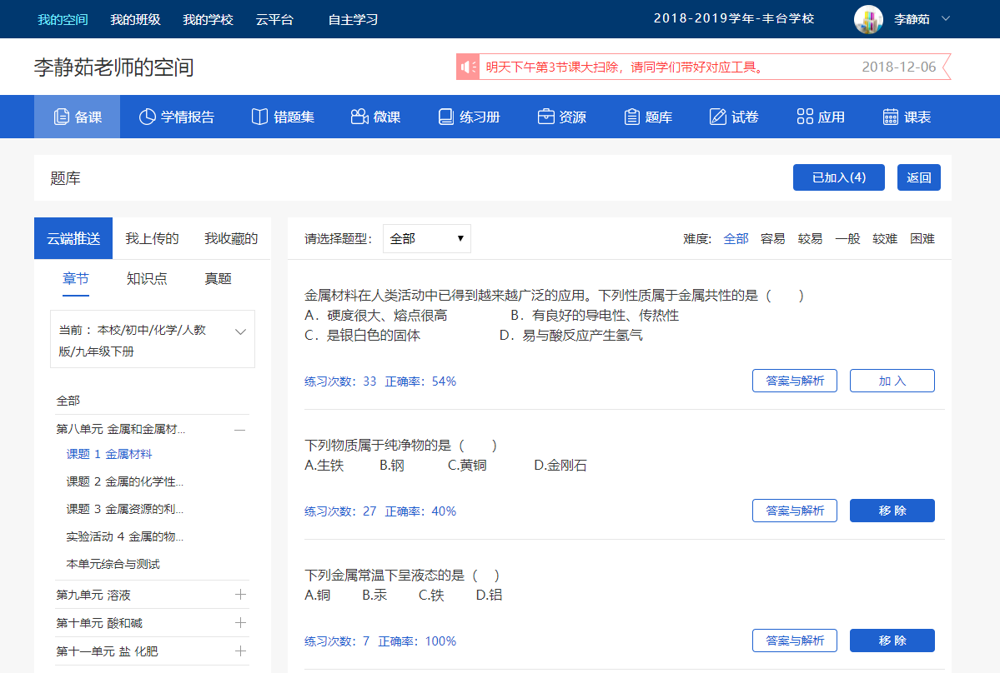 我的空间 我的班级 我的学校 云平台 自主学习 2018-2019学年-丰台学校 李静茹
李静茹老师的空间 明天下午第3节课大扫除，请同学们带好对应工具。 2018-12-06
备课 学情报告 错题集 微课 练习册 资源 题库 试卷 应用 课表
题库 已加入(4) 返回
云端推送 我上传的 我收藏的
章节 知识点 真题
当前 : 本校/初中/化学/人教
版/九年级下册
全部
第八单元 金属和金属材...
课题 1 金属材料
课题 2 金属的化学性...
课题 3 金属资源的利...
实验活动 4 金属的物...
本单元综合与测试
第九单元 溶液
第十单元 酸和碱
第十一单元 盐 化肥
请选择题型： 全部 难度: 全部 容易 较易 一般 较难 困难
金属材料在人类活动中已得到越来越广泛的应用。下列性质属于金属共性的是（　　）
A．硬度很大、熔点很高 B．有良好的导电性、传热性
C．是银白色的固体 D．易与酸反应产生氢气
练习次数：33 正确率：54% 答案与解析 加 入
下列物质属于纯净物的是（　　）
A.生铁 B.钢 C.黄铜 D.金刚石
练习次数：27 正确率：40% 答案与解析 移 除
下列金属常温下呈液态的是（　）
A.铜 B.汞 C.铁 D.铝
练习次数：7 正确率：100% 答案与解析 移 除